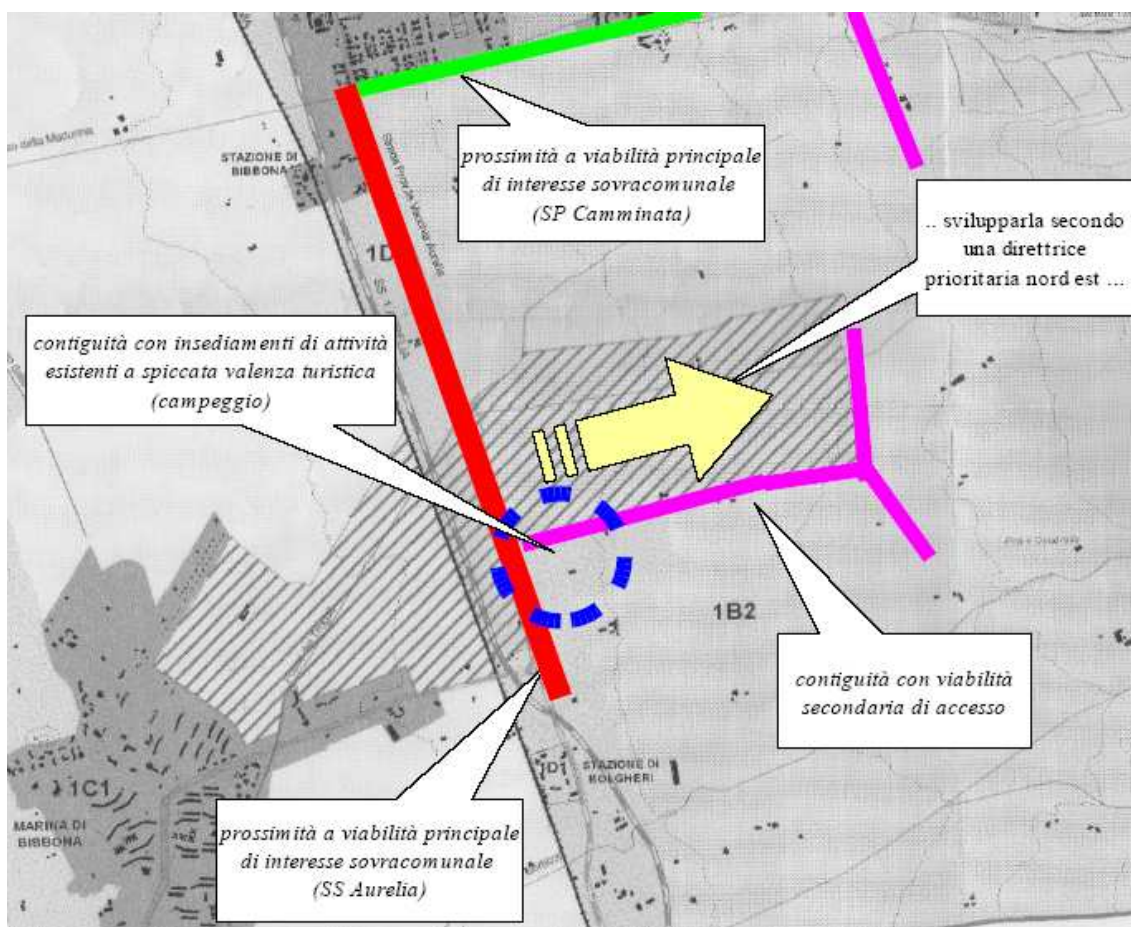 prossimità a viabilità principale
di interesse sovracomunale
(SP Camminata)
STAZIONE DI
BIBBONA
.. svilupparla secondo
una direttrice
prioritaria nord est ...
contiguità con insediamenti di attività
esistenti a spiccata valenza turistica
(campeggio)
1B2
contiguità con viabilità
secondaria di accesso
STAZIONE DI
BOLGHERI
1D1
1C1
MARINA DI
BIBBONA
prossimità a viabilità principale
di interesse sovracomunale
(SS Aurelia)